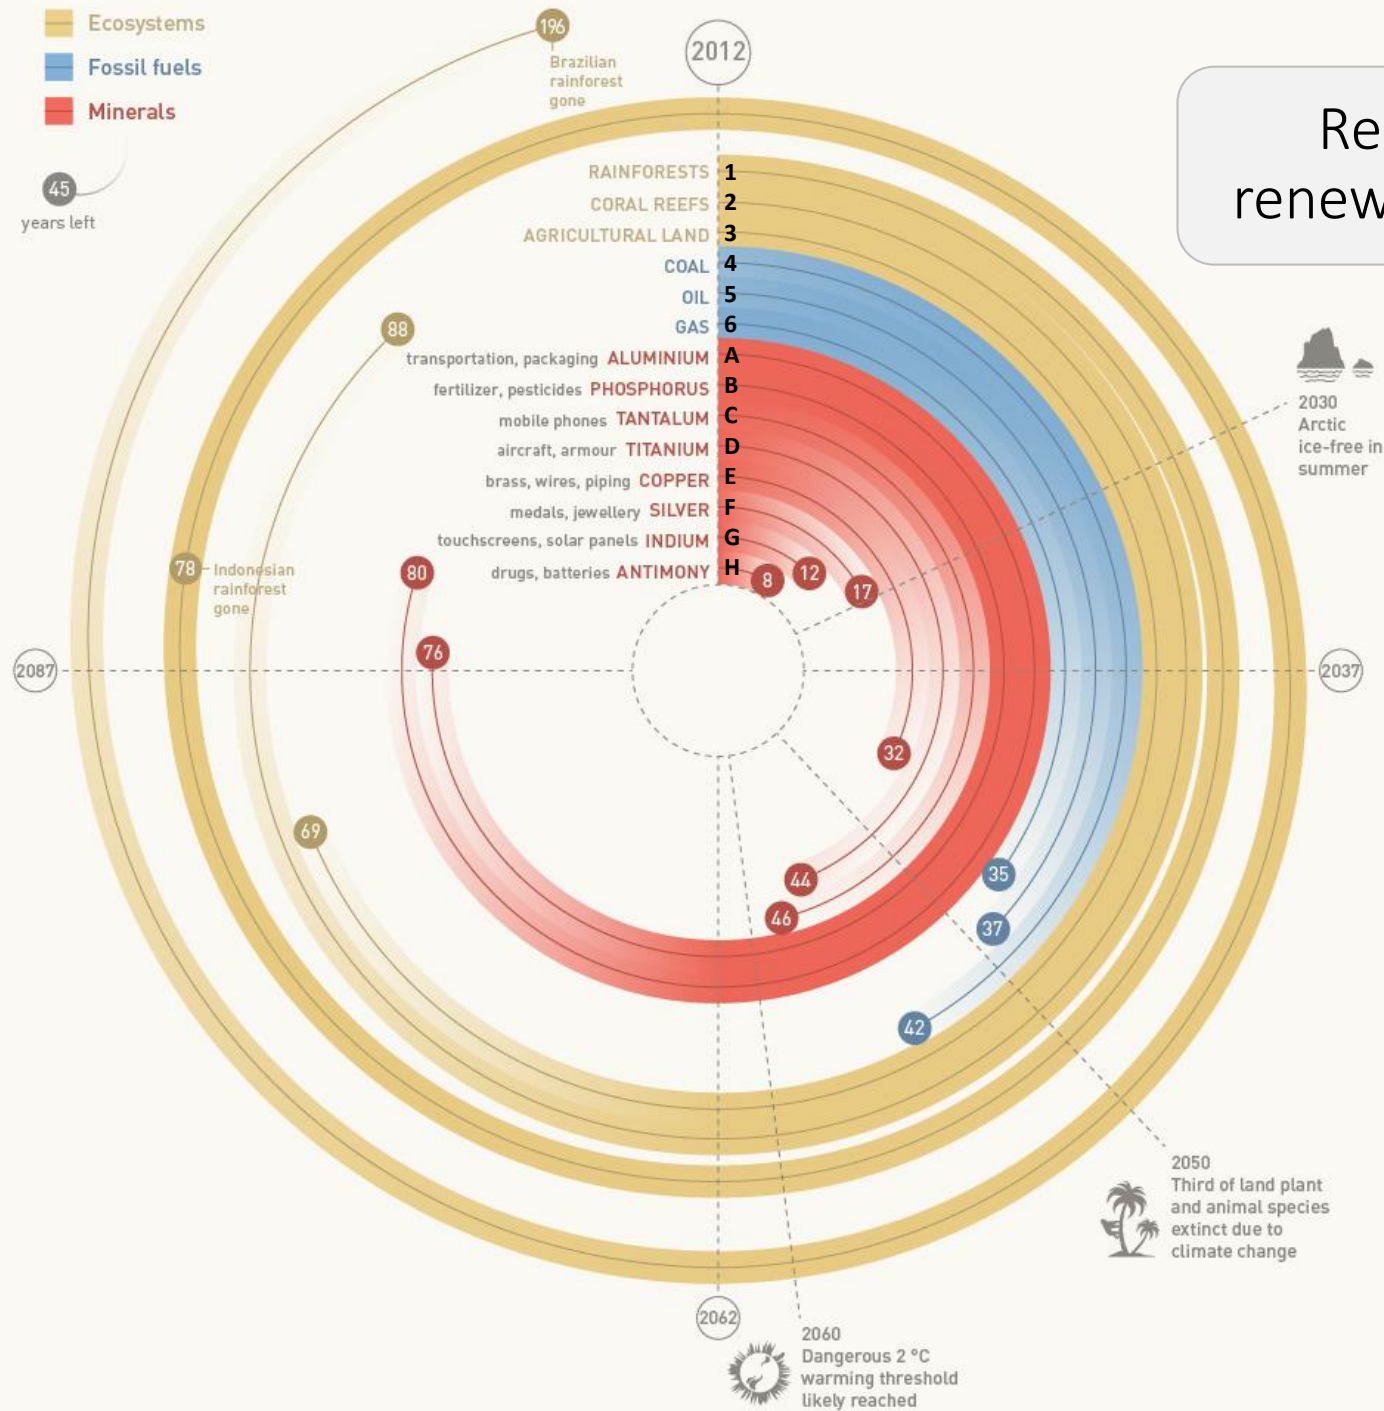 Ecosystems
Fossil fuels
Minerals
45
years left
196
Brazilian
rainforest
gone
2012
RAINFORESTS 1
CORAL REEFS 2
AGRICULTURAL LAND 3
COAL 4
OIL 5
GAS 6
transportation, packaging ALUMINIUM A
fertilizer, pesticides PHOSPHORUS B
mobile phones TANTALUM C
aircraft, armour TITANIUM D
brass, wires, piping COPPER E
medals, jewellery SILVER F
touchscreens, solar panels INDIUM G
drugs, batteries ANTIMONY H
88
78
Indonesian
rainforest
gone
80
76
8
12
17
32
69
44
46
35
37
42
2087
2037
2062
2030
Arctic
ice-free in
summer
2050
Third of land plant
and animal species
extinct due to
climate change
2060
Dangerous 2 °C
warming threshold
likely reached
Re
renew